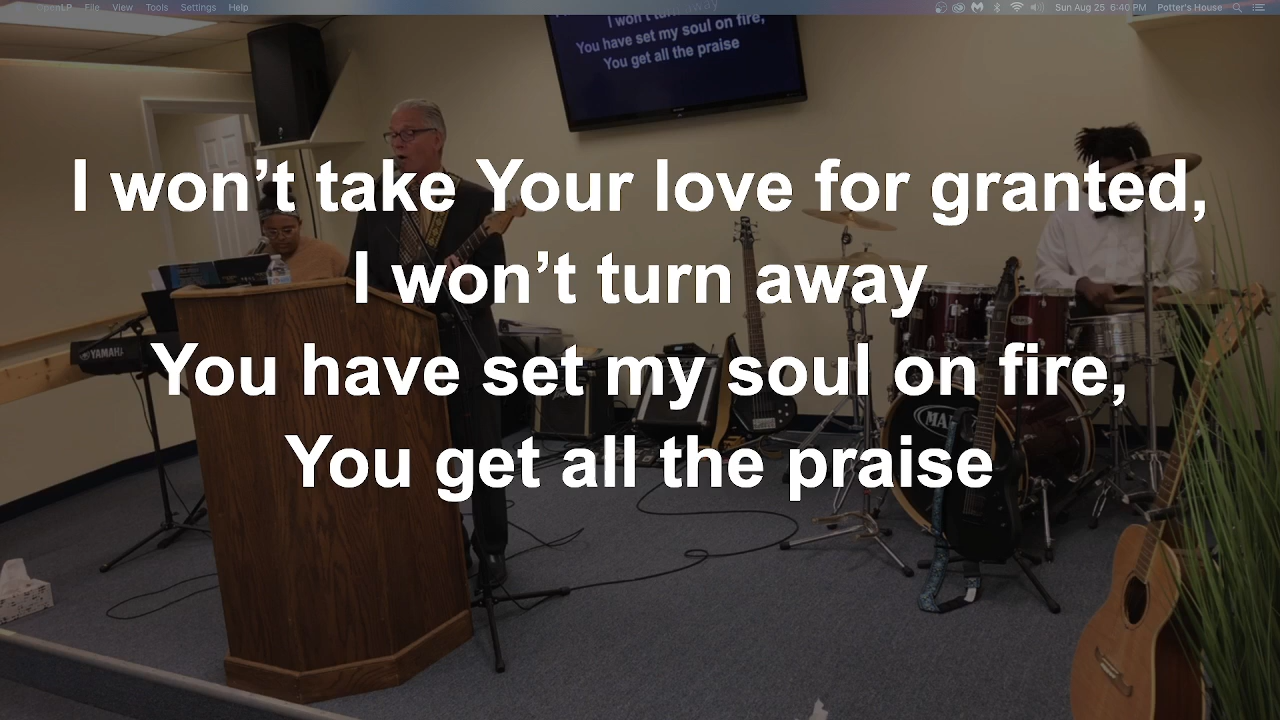 OpenLP File View Tools Settings Help Sun Aug 25 6:40 PM Potter's House
I won't
You have set my soul on fire,
You get all the praise
I won’t take Your love for granted,
I won’t turn away
You have set my soul on fire,
You get all the praise
YAMAHA
MA